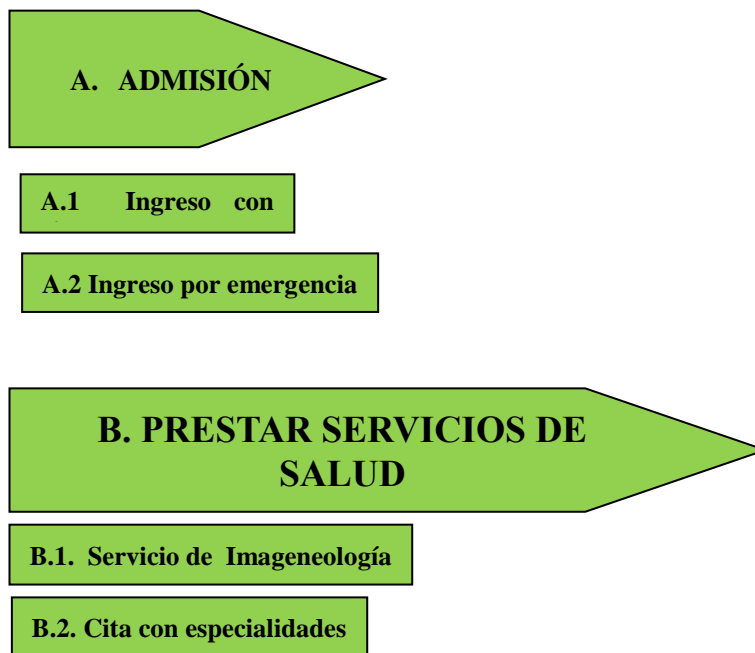 A. ADMISIÓN
A.1 Ingreso con
A.2 Ingreso por emergencia
B. PRESTAR SERVICIOS DE
SALUD
B.1. Servicio de Imageneología
B.2. Cita con especialidades